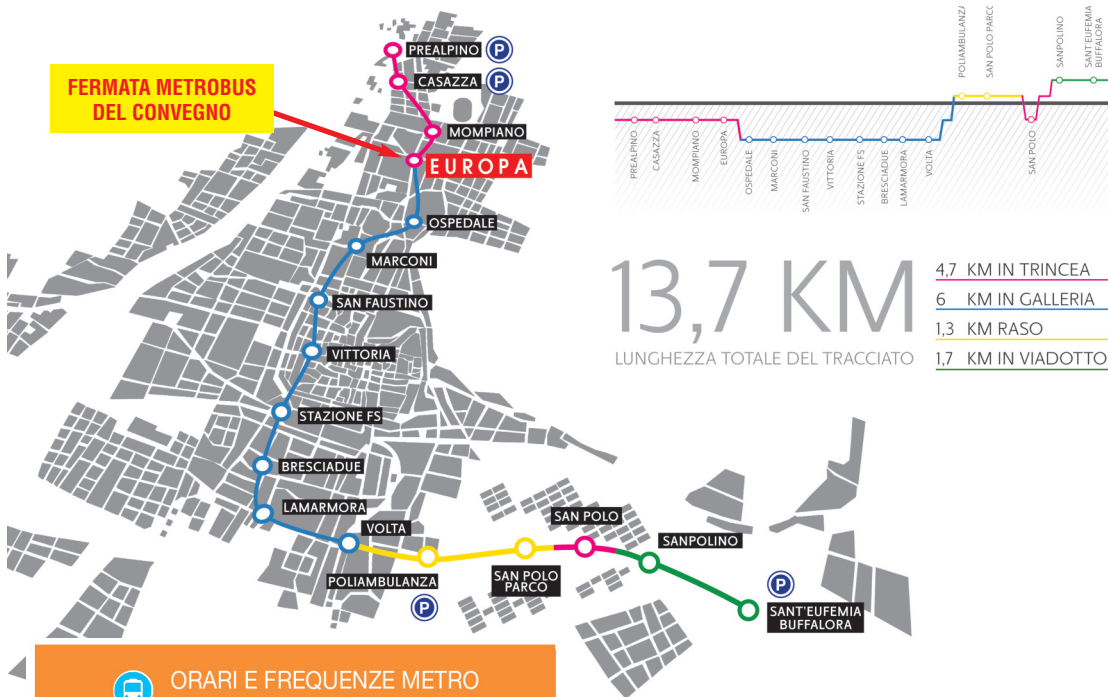 PREALPINO
P
CASAZZA
P
FERMATA METROBUS
DEL CONVEGNO
MOMPIANO
EUROPA
OSPEDALE
MARCONI
SAN FAUSTINO
VITTORIA
STAZIONE FS
BRESCIADUE
LAMARMORA
VOLTA
POLIAMBULANZA
P
SAN POLO
PARCO
SAN POLO
SANPOLINO
P
SANT'EUFEMIA
BUFFALORA
PREALPINO
CASAZZA
MOMPIANO
EUROPA
OSPEDALE
MARCONI
SAN FAUSTINO
VITTORIA
STAZIONE FS
BRESCIADUE
LAMARMORA
VOLTA
POLIAMBULANZA
SAN POLO PARCO
SAN POLO
SANPOLINO
SANT'EUFEMIA
BUFFALORA
13,7 KM
LUNGHEZZA TOTALE DEL TRACCIATO
4,7 KM IN TRINCEA
6 KM IN GALLERIA
1,3 KM RASO
1,7 KM IN VIADOTTO
ORARI E FREQUENZE METRO